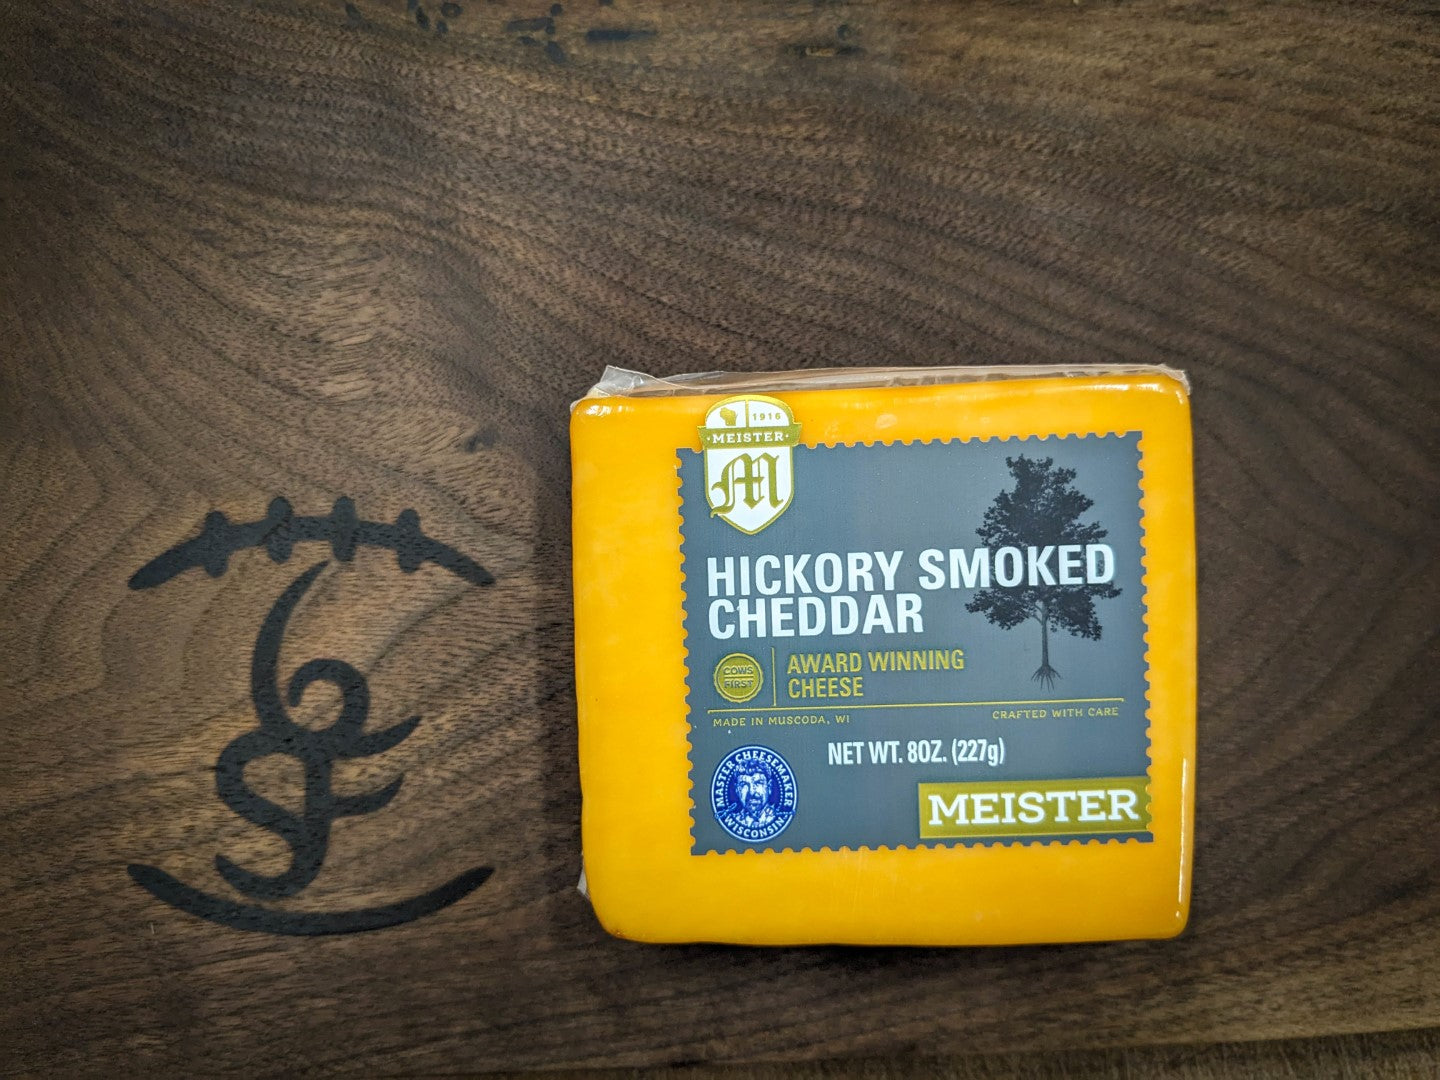 1916
MEISTER
M
HICKORY SMOKED
CHEDDAR
COWS
FIRST
AWARD WINNING
CHEESE
MADE IN MUSCODA, WI
CRAFTED WITH CARE
NET WT. 8OZ. (227g)
MASTER CHEESEMAKER
WISCONSIN
MEISTER